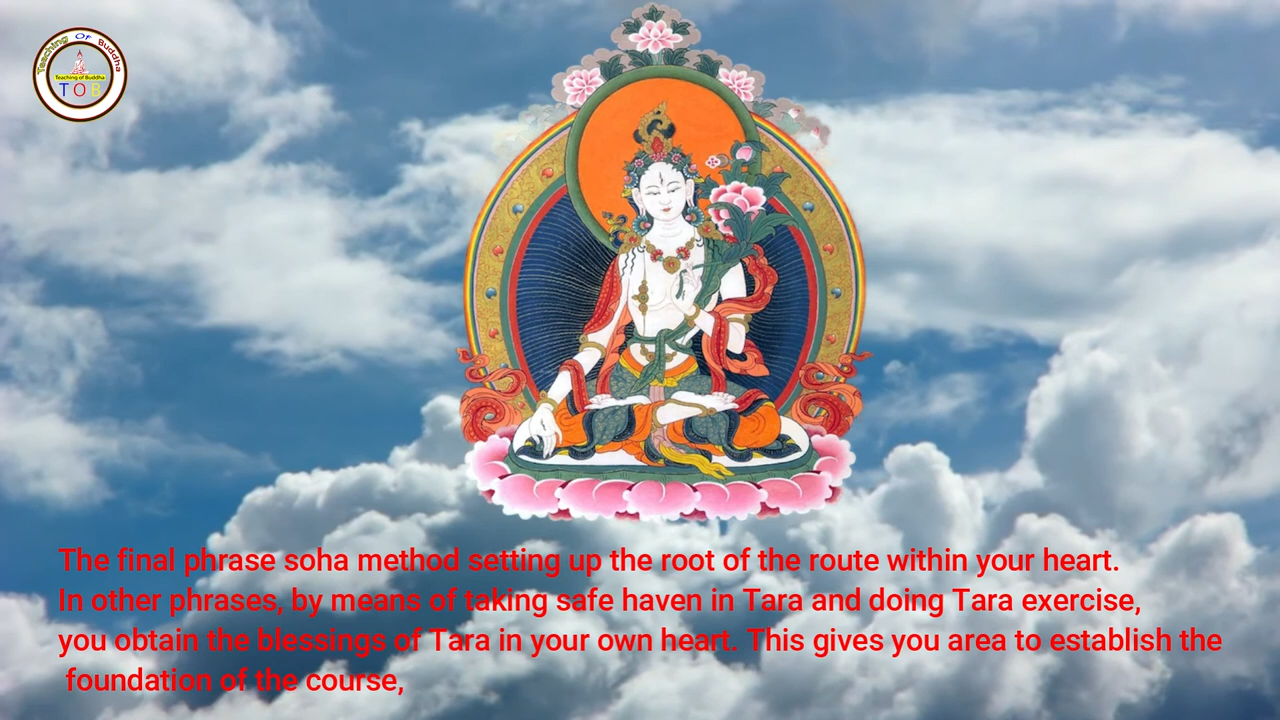 Teaching Of Buddha
Teaching of Buddha
T O B
The final phrase soha method setting up the root of the route within your heart.
In other phrases, by means of taking safe haven in Tara and doing Tara exercise,
you obtain the blessings of Tara in your own heart. This gives you area to establish the
foundation of the course,